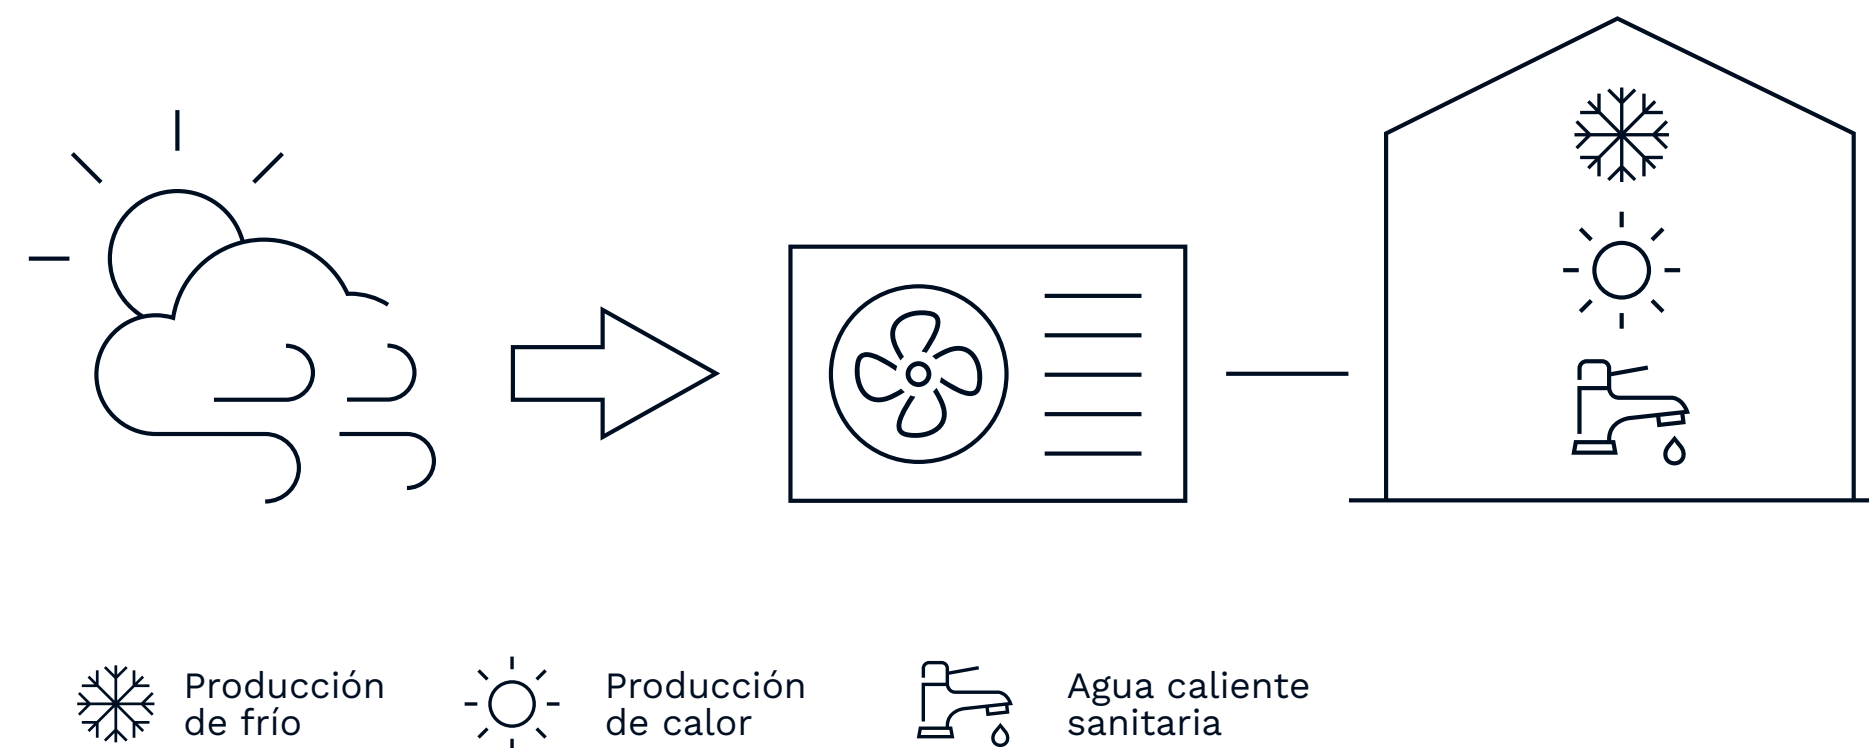 Producción
de frío
Producción
de calor
Agua caliente
sanitaria